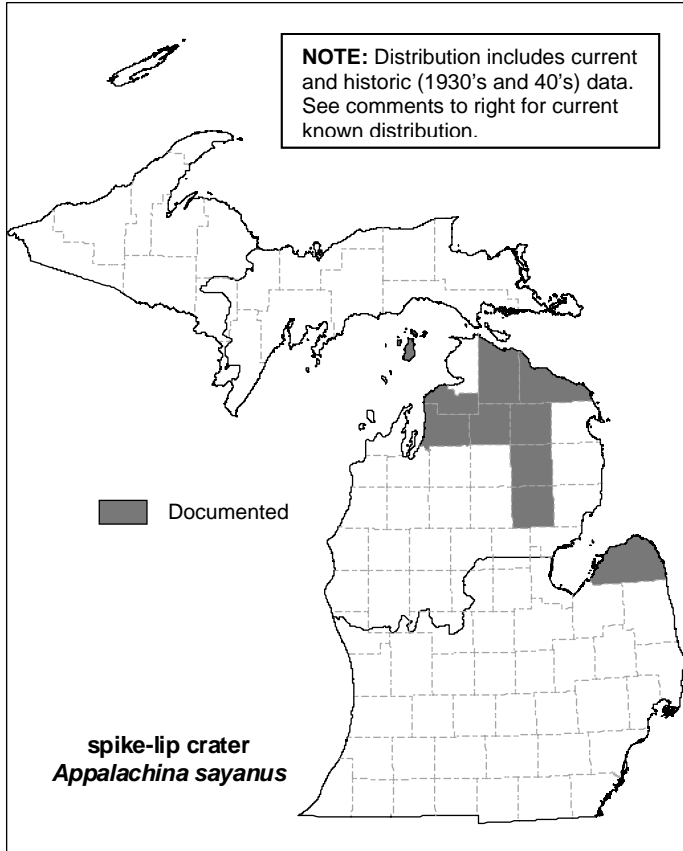 NOTE: Distribution includes current
and historic (1930's and 40's) data.
See comments to right for current
known distribution.
Documented
spike-lip crater
Appalachina sayanus